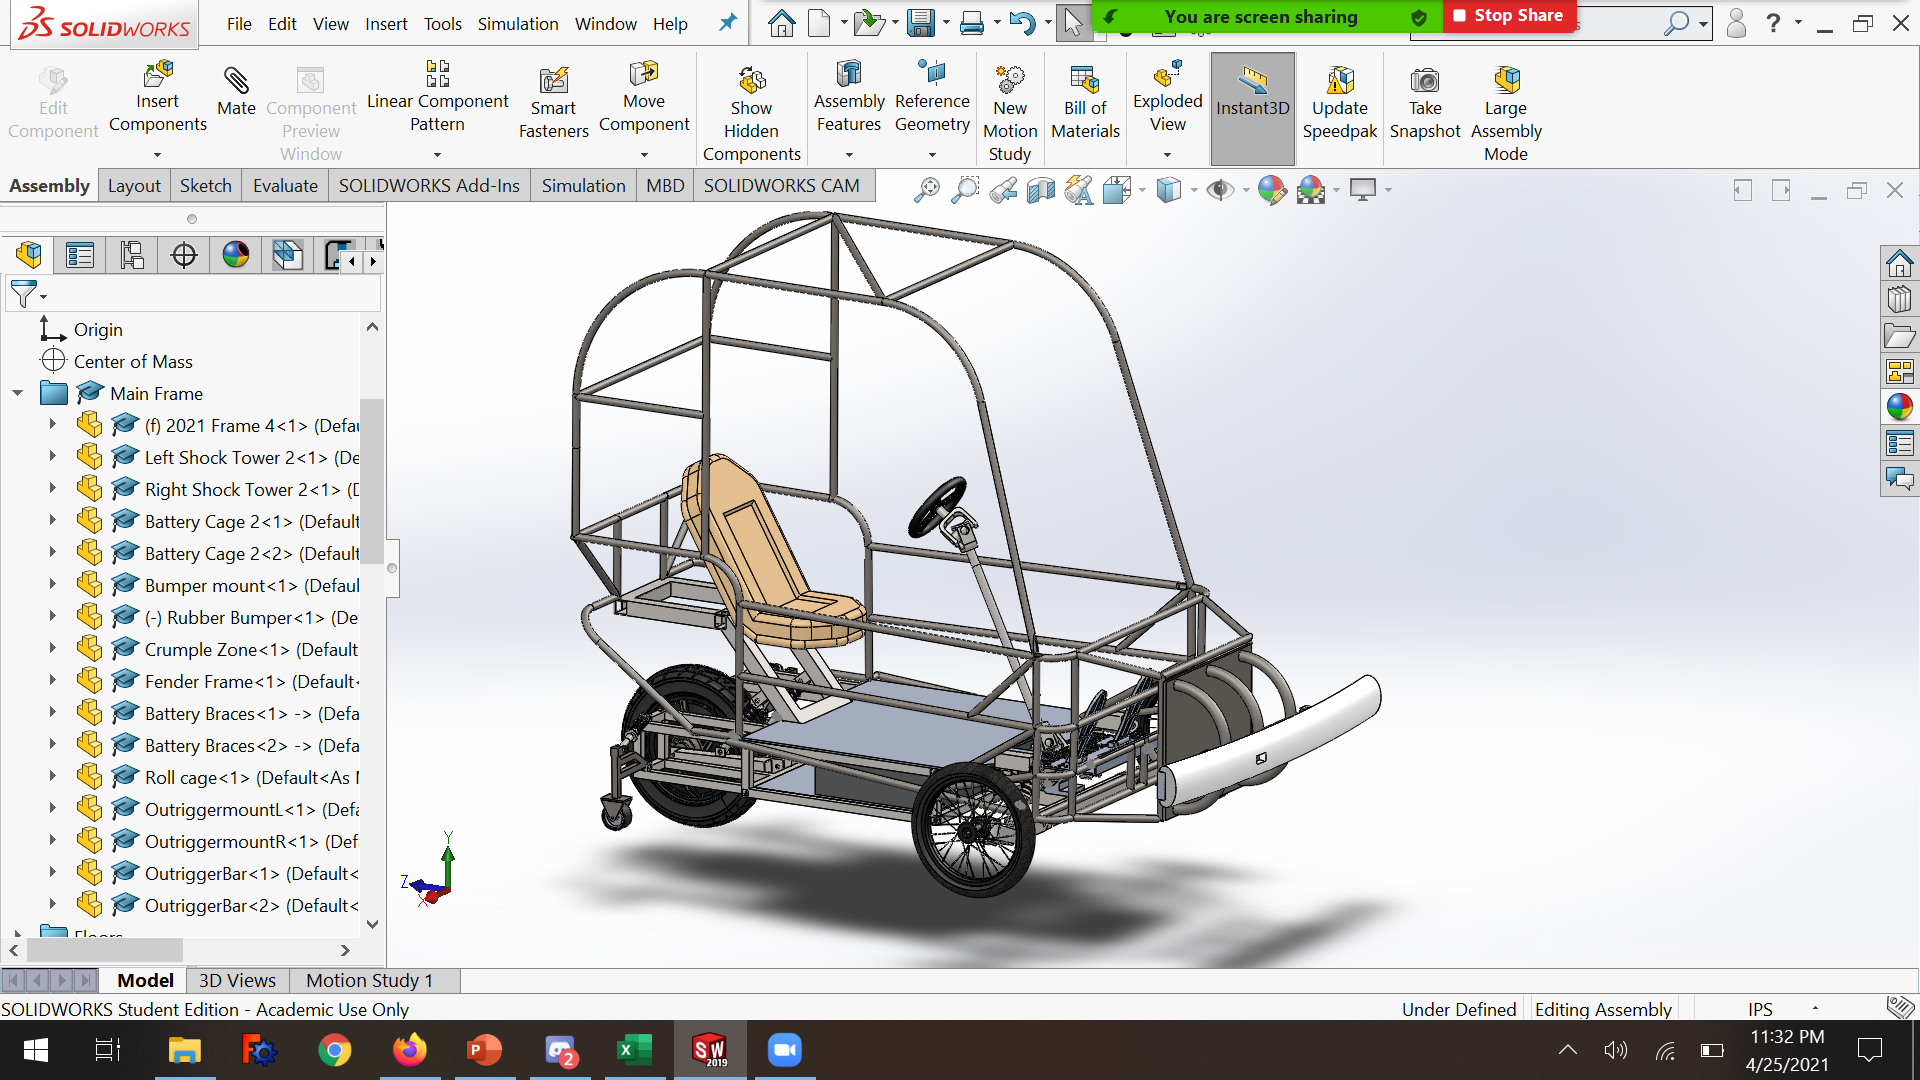 SOLIDWORKS
File Edit View Insert Tools Simulation Window Help
You are screen sharing
Stop Share
Edit Component
Insert Components
Mate
Component Preview Window
Linear Component Pattern
Smart Fasteners
Move Component
Show Hidden Components
Assembly Features
Reference Geometry
New Motion Study
Bill of Materials
Exploded View
Instant3D
Update Speedpak
Take Snapshot
Large Assembly Mode
Assembly Layout Sketch Evaluate SOLIDWORKS Add-Ins Simulation MBD SOLIDWORKS CAM
Origin
Center of Mass
Main Frame
(f) 2021 Frame 4<1> (Defau
Left Shock Tower 2<1> (De
Right Shock Tower 2<1> (D
Battery Cage 2<1> (Default
Battery Cage 2<2> (Default
Bumper mount<1> (Defaul
(-) Rubber Bumper<1> (De
Crumple Zone<1> (Default
Fender Frame<1> (Default<
Battery Braces<1> -> (Defa
Battery Braces<2> -> (Defa
Roll cage<1> (Default<As M
OutriggermountL<1> (Defa
OutriggermountR<1> (Def
OutriggerBar<1> (Default<
OutriggerBar<2> (Default<
Floors
Y
Z
X
Model 3D Views Motion Study 1
SOLIDWORKS Student Edition - Academic Use Only
Under Defined Editing Assembly IPS
P
2
X
SW
2019
11:32 PM
4/25/2021